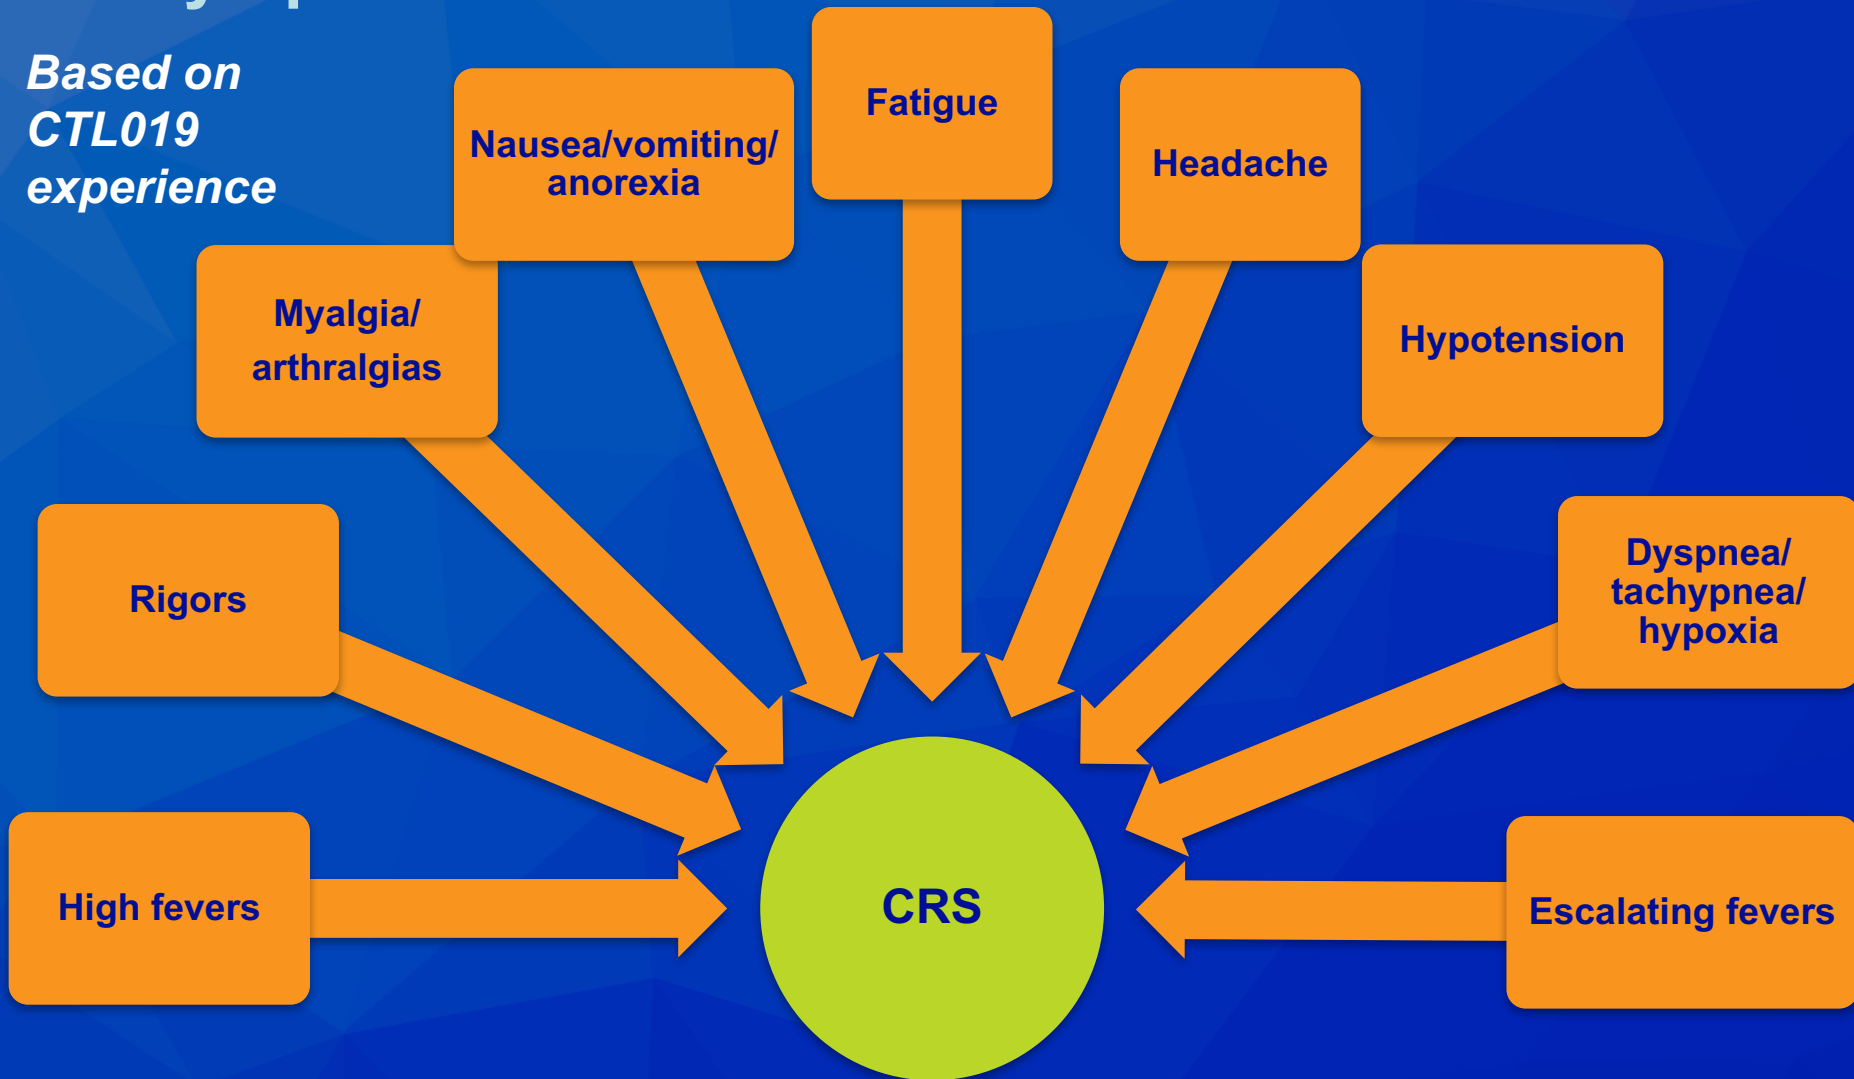 Based on
CTL019
experience
Fatigue
Nausea/vomiting/
anorexia
Headache
Myalgia/
arthralgias
Hypotension
Rigors
Dyspnea/
tachypnea/
hypoxia
High fevers
CRS
Escalating fevers